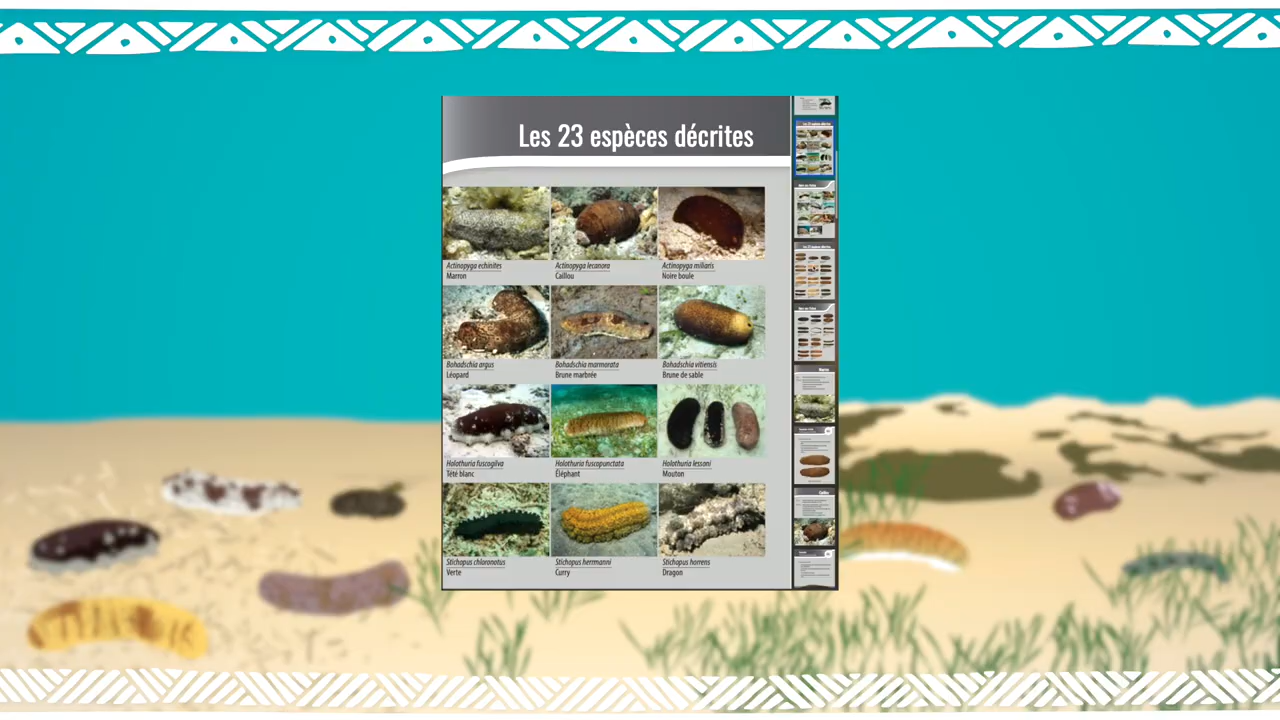 Les 23 espèces décrites
Actinopyga echinites
Marron
Actinopyga lecanora
Caillou
Actinopyga miliaris
Noire boule
Bohadschia argus
Léopard
Bohadschia marmorata
Brune marbrée
Bohadschia vitiensis
Brune de sable
Holothuria fuscogilva
Tété blanc
Holothuria fuscopunctata
Éléphant
Holothuria lessoni
Mouton
Stichopus chloronotus
Verte
Stichopus herrmanni
Curry
Stichopus horrens
Dragon